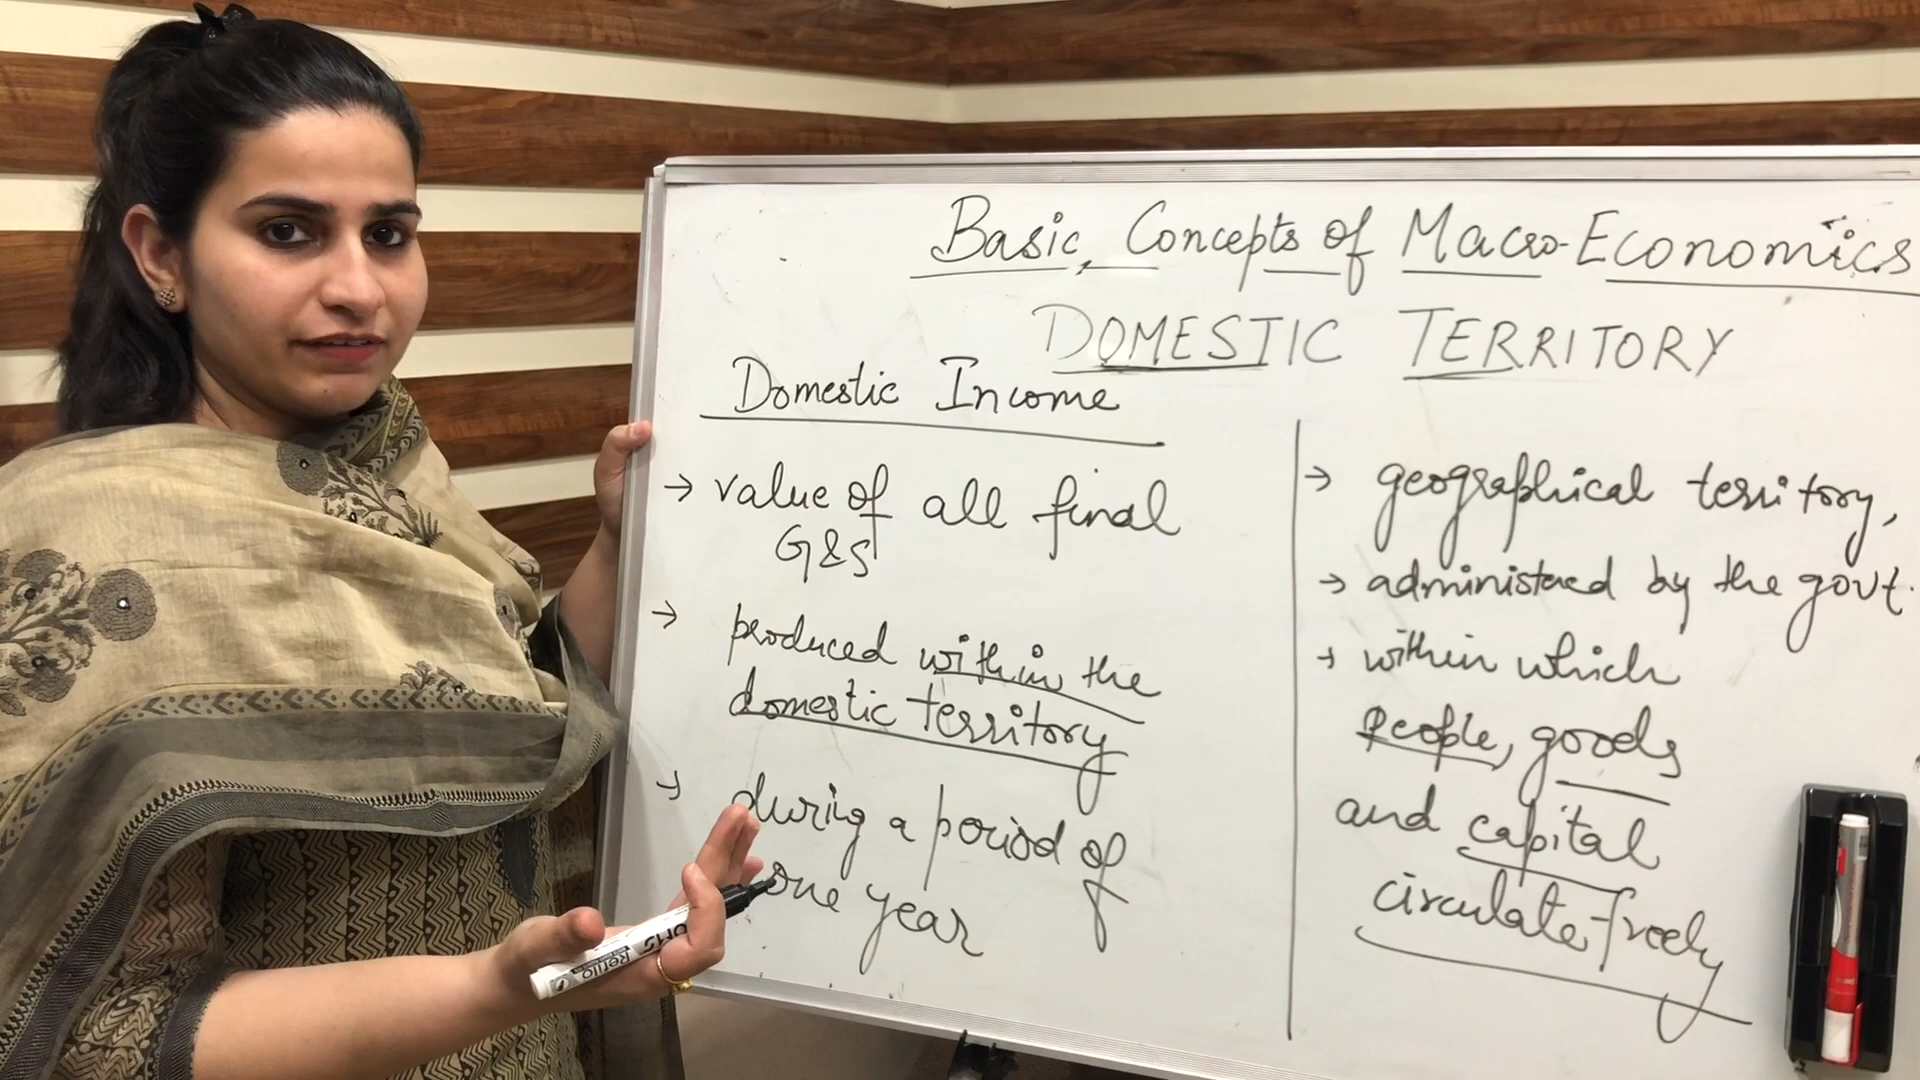 Basic Concepts of Macro-Economics
DOMESTIC TERRITORY
Domestic Income
→ value of all final
G&S
→ produced within the
domestic territory
→ during a period of
one year
→ geographical territory,
→ administered by the govt.
→ within which
people, goods
and capital
circulate freely
Reflo